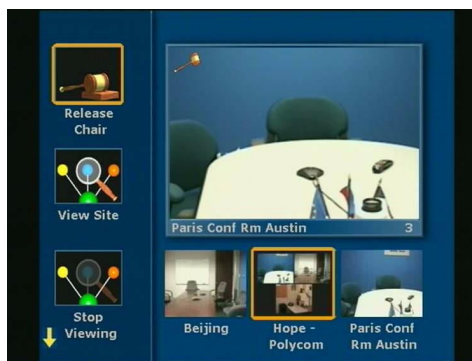 Release
Chair
View Site
Stop
Viewing
Paris Conf Rm Austin 3
Beijing
Hope -
Polycom
Paris Conf
Rm Austin